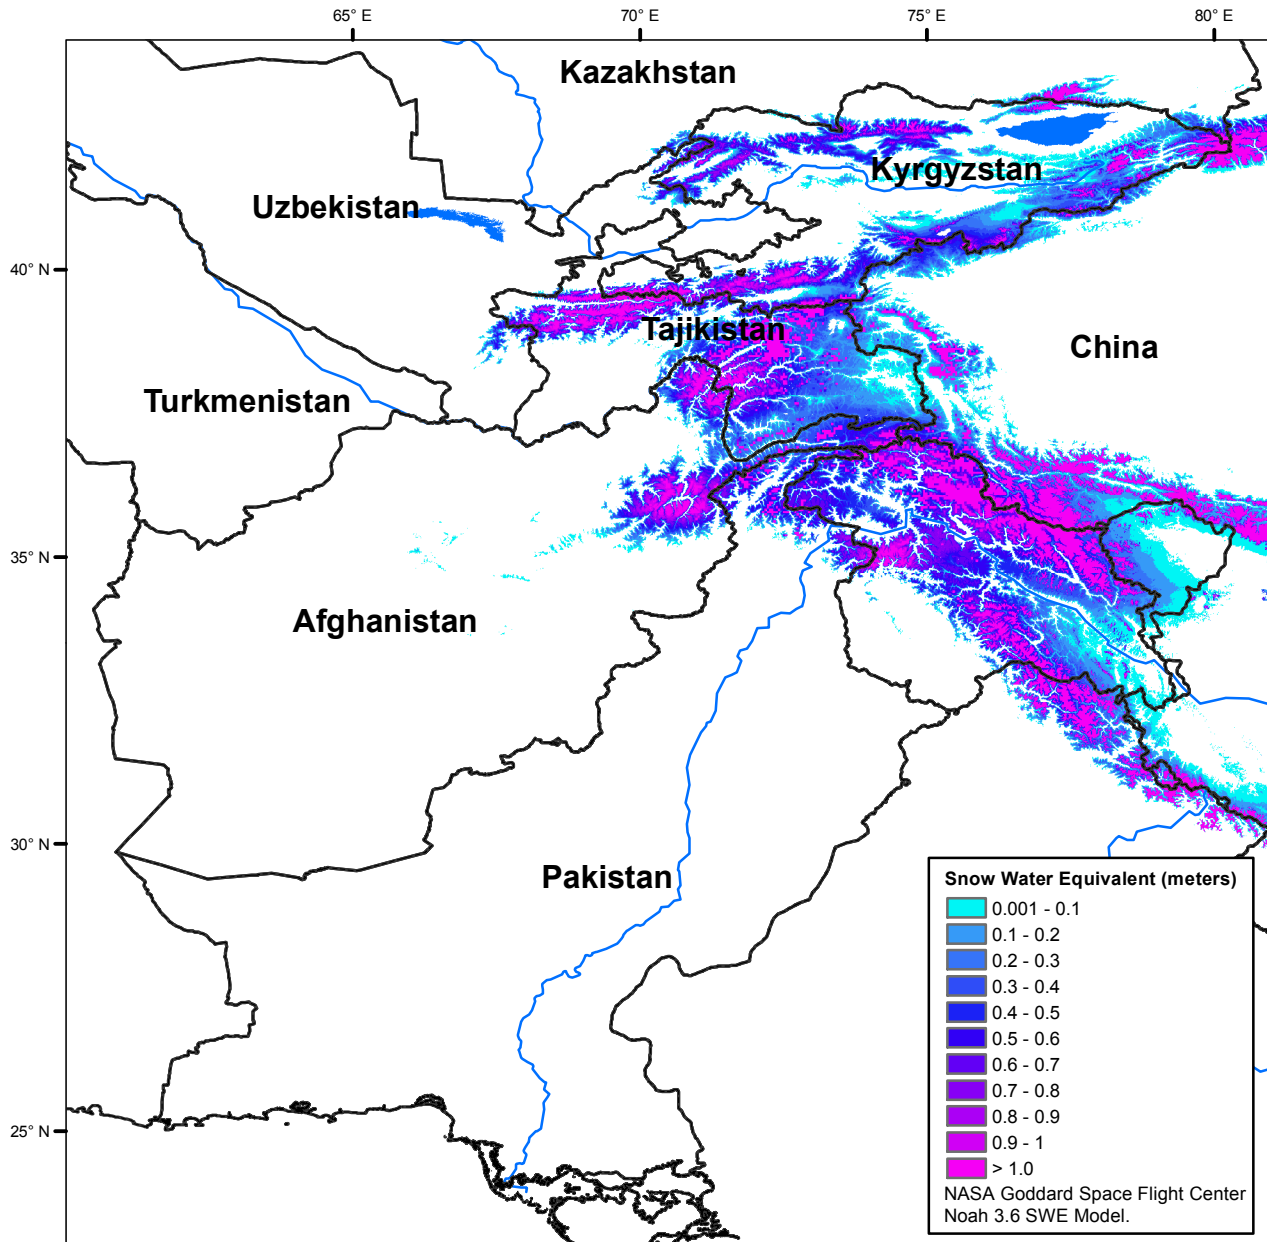 65° E
70° E
75° E
80° E
Kazakhstan
Kyrgyzstan
Uzbekistan
40° N
Tajikistan
China
Turkmenistan
35° N
Afghanistan
30° N
Pakistan
25° N
Snow Water Equivalent (meters)
0.001 - 0.1
0.1 - 0.2
0.2 - 0.3
0.3 - 0.4
0.4 - 0.5
0.5 - 0.6
0.6 - 0.7
0.7 - 0.8
0.8 - 0.9
0.9 - 1
> 1.0
NASA Goddard Space Flight Center
Noah 3.6 SWE Model.